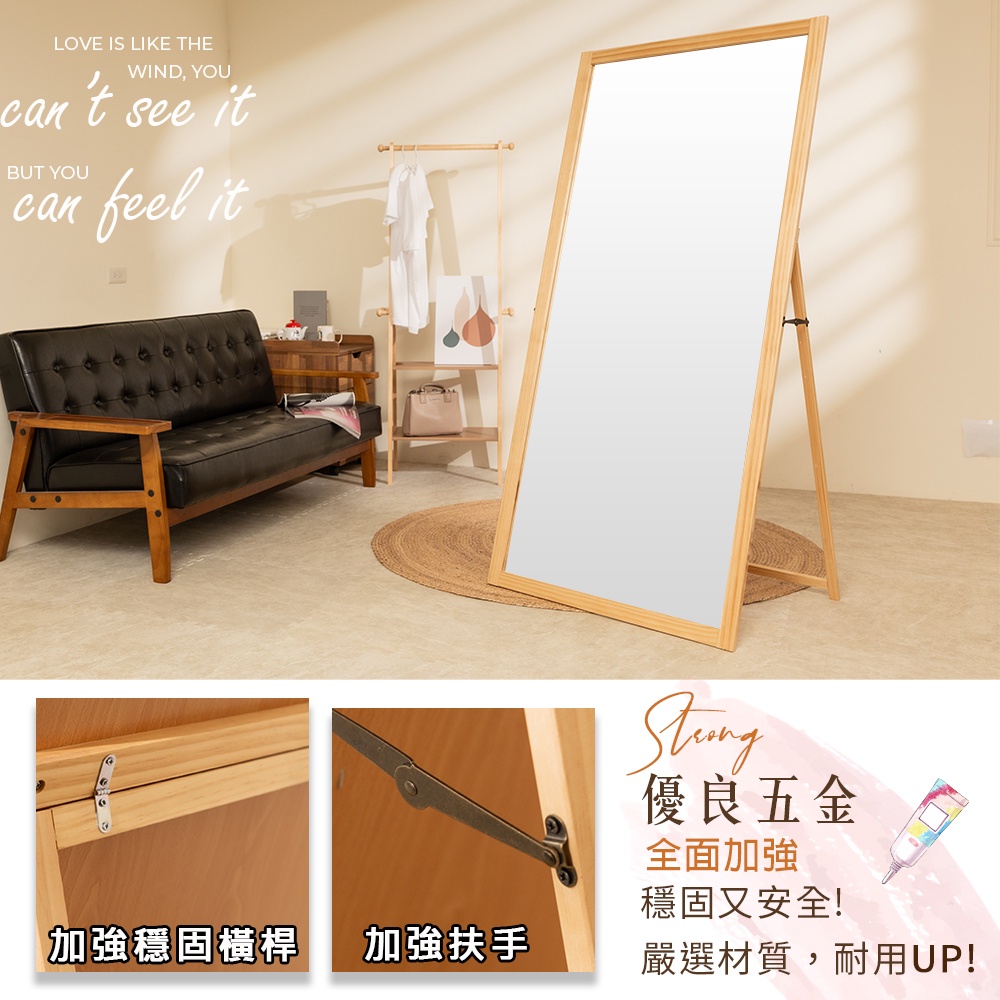 LOVE IS LIKE THE
WIND, YOU
can't see it
BUT YOU
can feel it
加強穩固橫桿
加強扶手
Strong
優良五金
全面加強
穩固又安全!
嚴選材質，耐用UP!